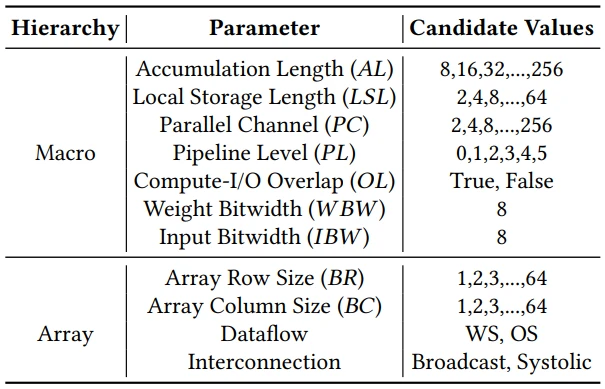 Hierarchy Parameter Candidate Values
Accumulation Length (AL) 8,16,32,...,256
Local Storage Length (LSL) 2,4,8,...,64
Parallel Channel (PC) 2,4,8,...,256
Macro Pipeline Level (PL) 0,1,2,3,4,5
Compute-I/O Overlap (OL) True, False
Weight Bitwidth (WBW) 8
Input Bitwidth (IBW) 8
Array Row Size (BR) 1,2,3,...,64
Array Column Size (BC) 1,2,3,...,64
Array Dataflow WS, OS
Interconnection Broadcast, Systolic